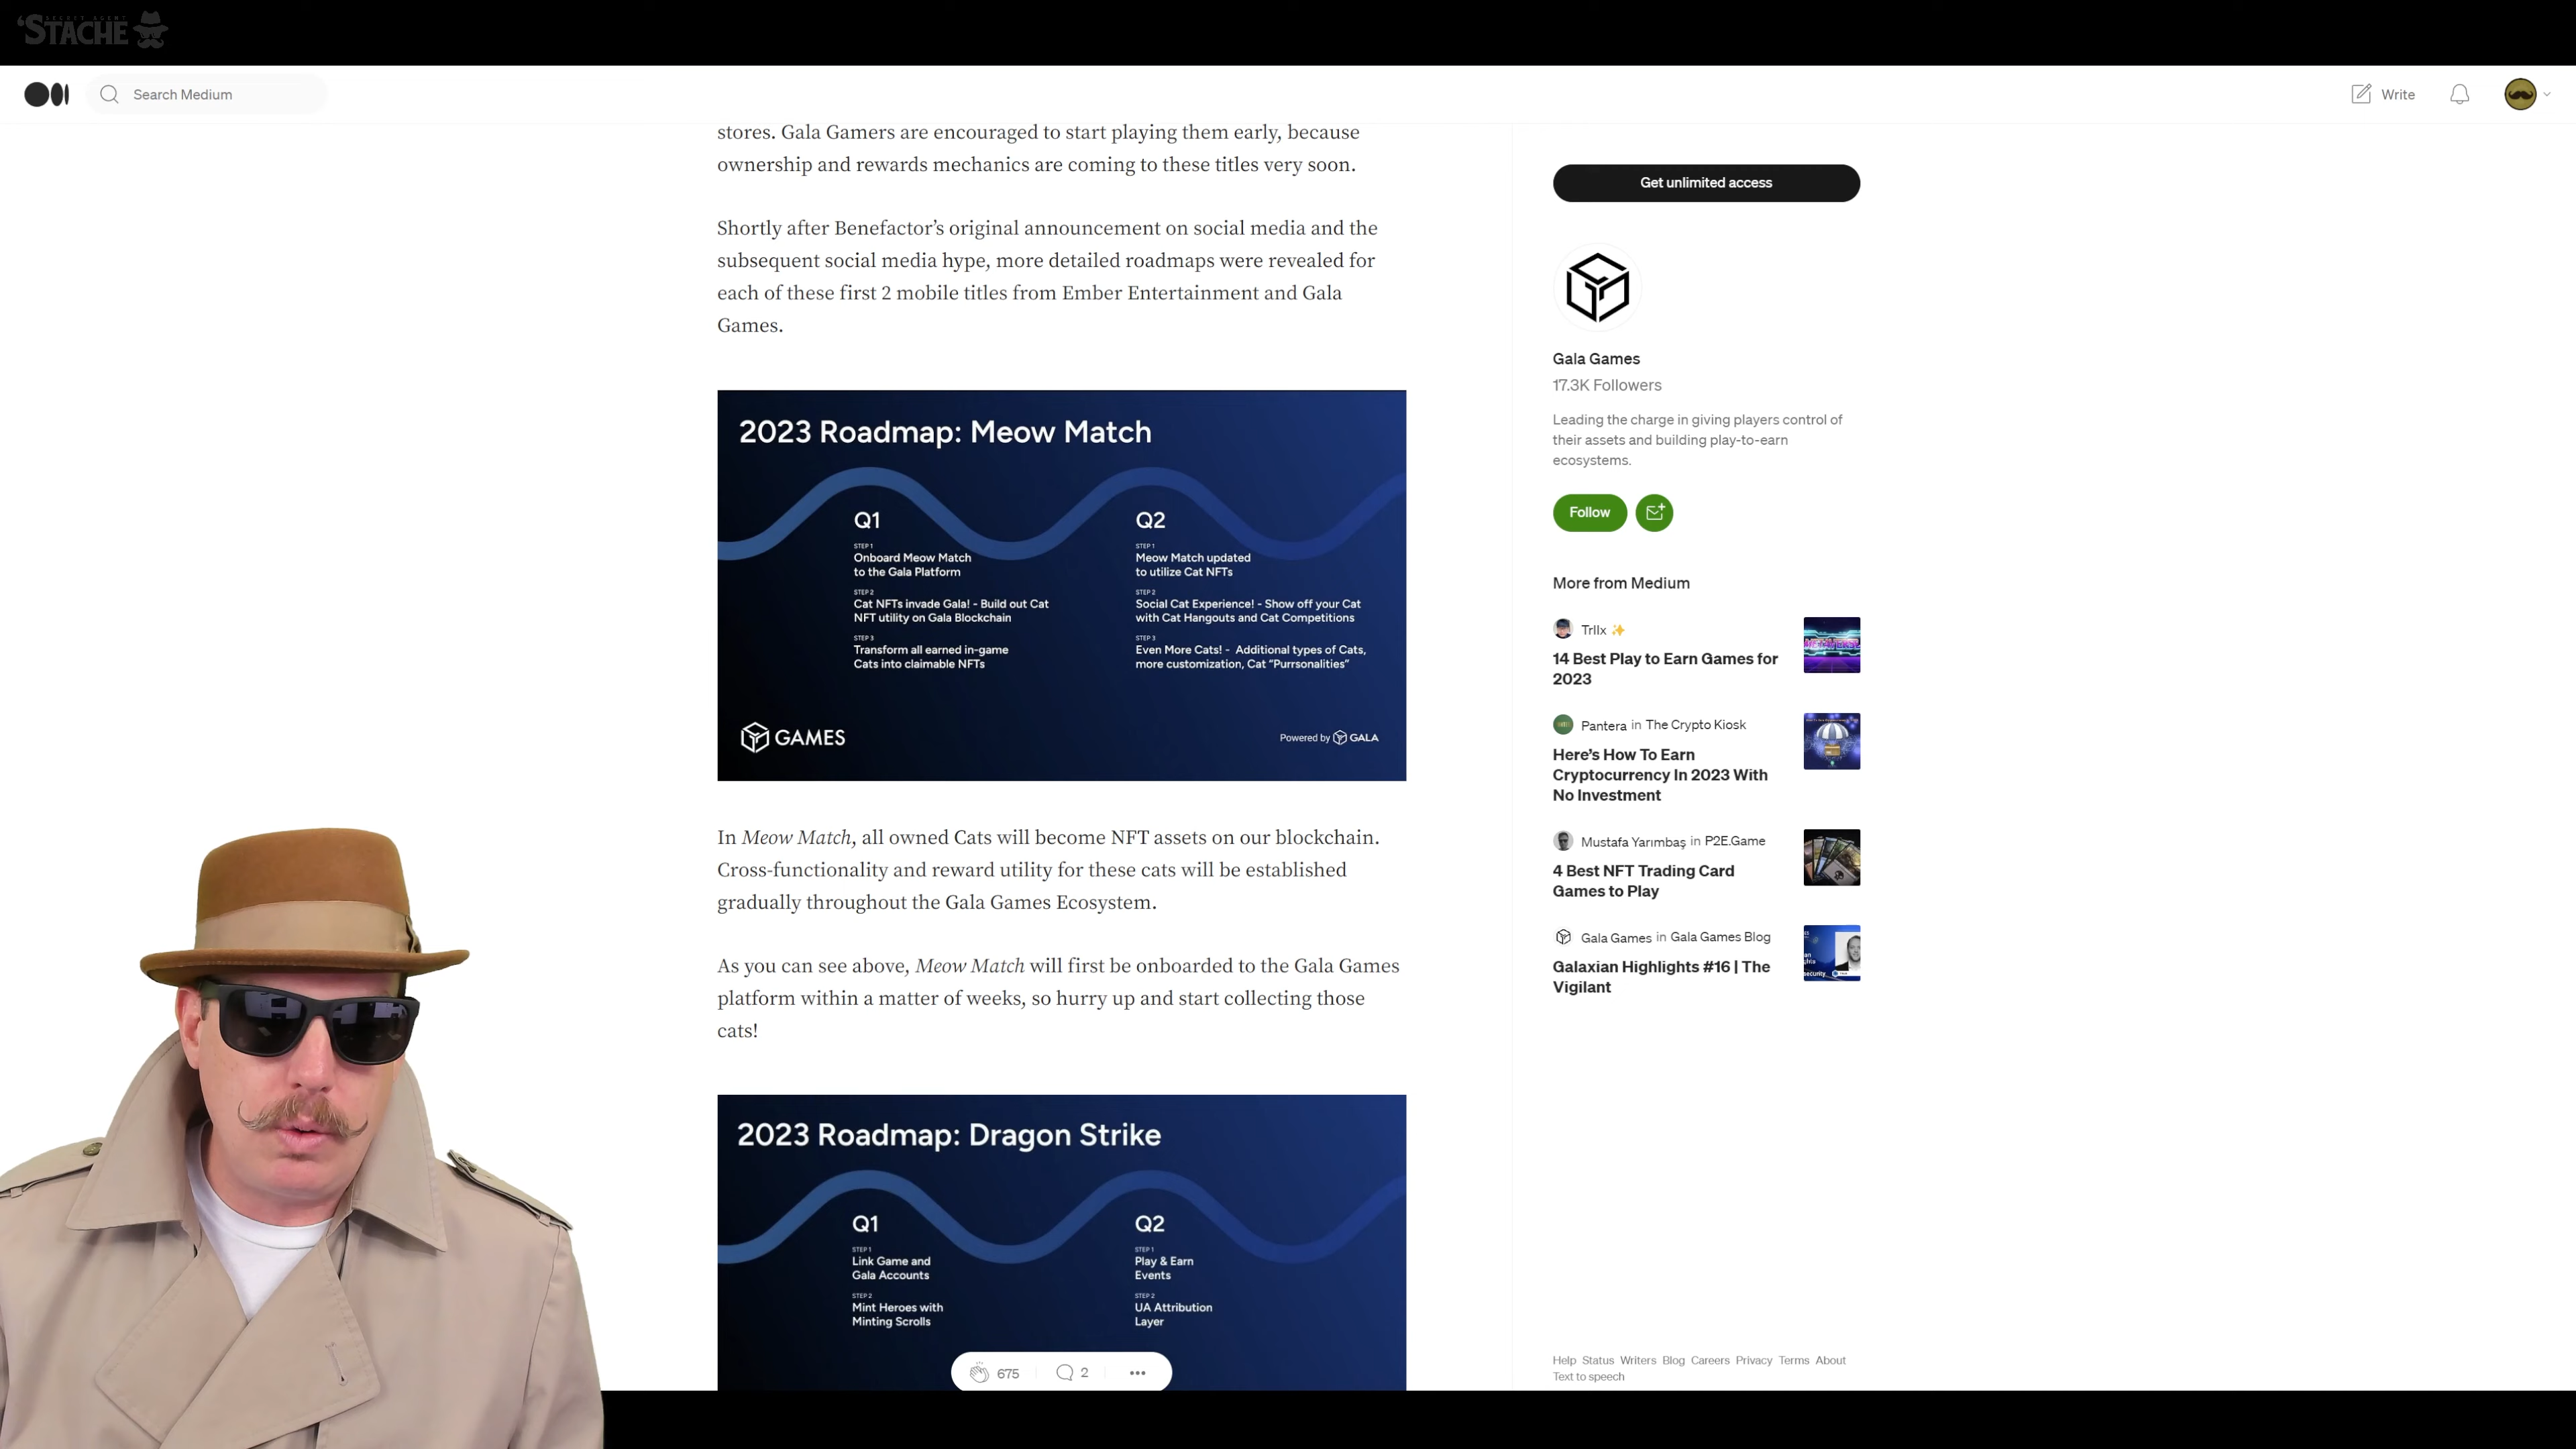 SECRET AGENT
'STACHE
Search Medium
Write
stores. Gala Gamers are encouraged to start playing them early, because
ownership and rewards mechanics are coming to these titles very soon.
Shortly after Benefactor’s original announcement on social media and the
subsequent social media hype, more detailed roadmaps were revealed for
each of these first 2 mobile titles from Ember Entertainment and Gala
Games.
2023 Roadmap: Meow Match
Q1
STEP 1
Onboard Meow Match
to the Gala Platform
STEP 2
Cat NFTs invade Gala! - Build out Cat
NFT utility on Gala Blockchain
STEP 3
Transform all earned in-game
Cats into claimable NFTs
Q2
STEP 1
Meow Match updated
to utilize Cat NFTs
STEP 2
Social Cat Experience! - Show off your Cat
with Cat Hangouts and Cat Competitions
STEP 3
Even More Cats! - Additional types of Cats,
more customization, Cat “Purrsonalities”
GAMES
Powered by GALA
In Meow Match, all owned Cats will become NFT assets on our blockchain.
Cross-functionality and reward utility for these cats will be established
gradually throughout the Gala Games Ecosystem.
As you can see above, Meow Match will first be onboarded to the Gala Games
platform within a matter of weeks, so hurry up and start collecting those
cats!
2023 Roadmap: Dragon Strike
Q1
STEP 1
Link Game and
Gala Accounts
STEP 2
Mint Heroes with
Minting Scrolls
Q2
STEP 1
Play & Earn
Events
STEP 2
UA Attribution
Layer
675
2
Get unlimited access
Gala Games
17.3K Followers
Leading the charge in giving players control of
their assets and building play-to-earn
ecosystems.
Follow
More from Medium
Trllx ✨
14 Best Play to Earn Games for
2023
Pantera in The Crypto Kiosk
Here’s How To Earn
Cryptocurrency In 2023 With
No Investment
Mustafa Yarımbaş in P2E.Game
4 Best NFT Trading Card
Games to Play
Gala Games in Gala Games Blog
Galaxian Highlights #16 | The
Vigilant
Help Status Writers Blog Careers Privacy Terms About
Text to speech